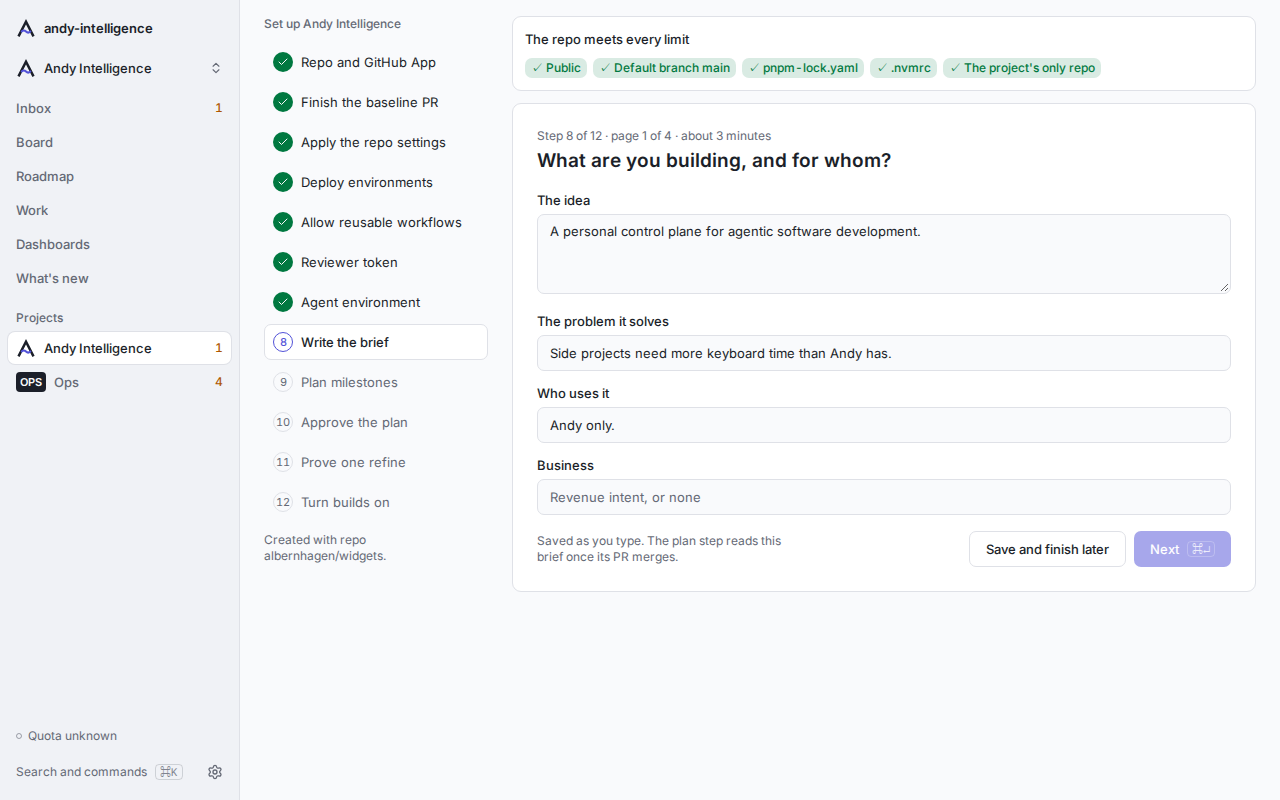 andy-intelligence
Andy Intelligence
Inbox 1
Board
Roadmap
Work
Dashboards
What's new
Projects
Andy Intelligence 1
OPS Ops 4
Quota unknown
Search and commands ⌘K
Set up Andy Intelligence
Repo and GitHub App
Finish the baseline PR
Apply the repo settings
Deploy environments
Allow reusable workflows
Reviewer token
Agent environment
8 Write the brief
9 Plan milestones
10 Approve the plan
11 Prove one refine
12 Turn builds on
Created with repo
albernhagen/widgets.
The repo meets every limit
✓ Public ✓ Default branch main ✓ pnpm-lock.yaml ✓ .nvmrc ✓ The project's only repo
Step 8 of 12 · page 1 of 4 · about 3 minutes
What are you building, and for whom?
The idea
A personal control plane for agentic software development.
The problem it solves
Side projects need more keyboard time than Andy has.
Who uses it
Andy only.
Business
Revenue intent, or none
Saved as you type. The plan step reads this
brief once its PR merges.
Save and finish later
Next ⌘↵